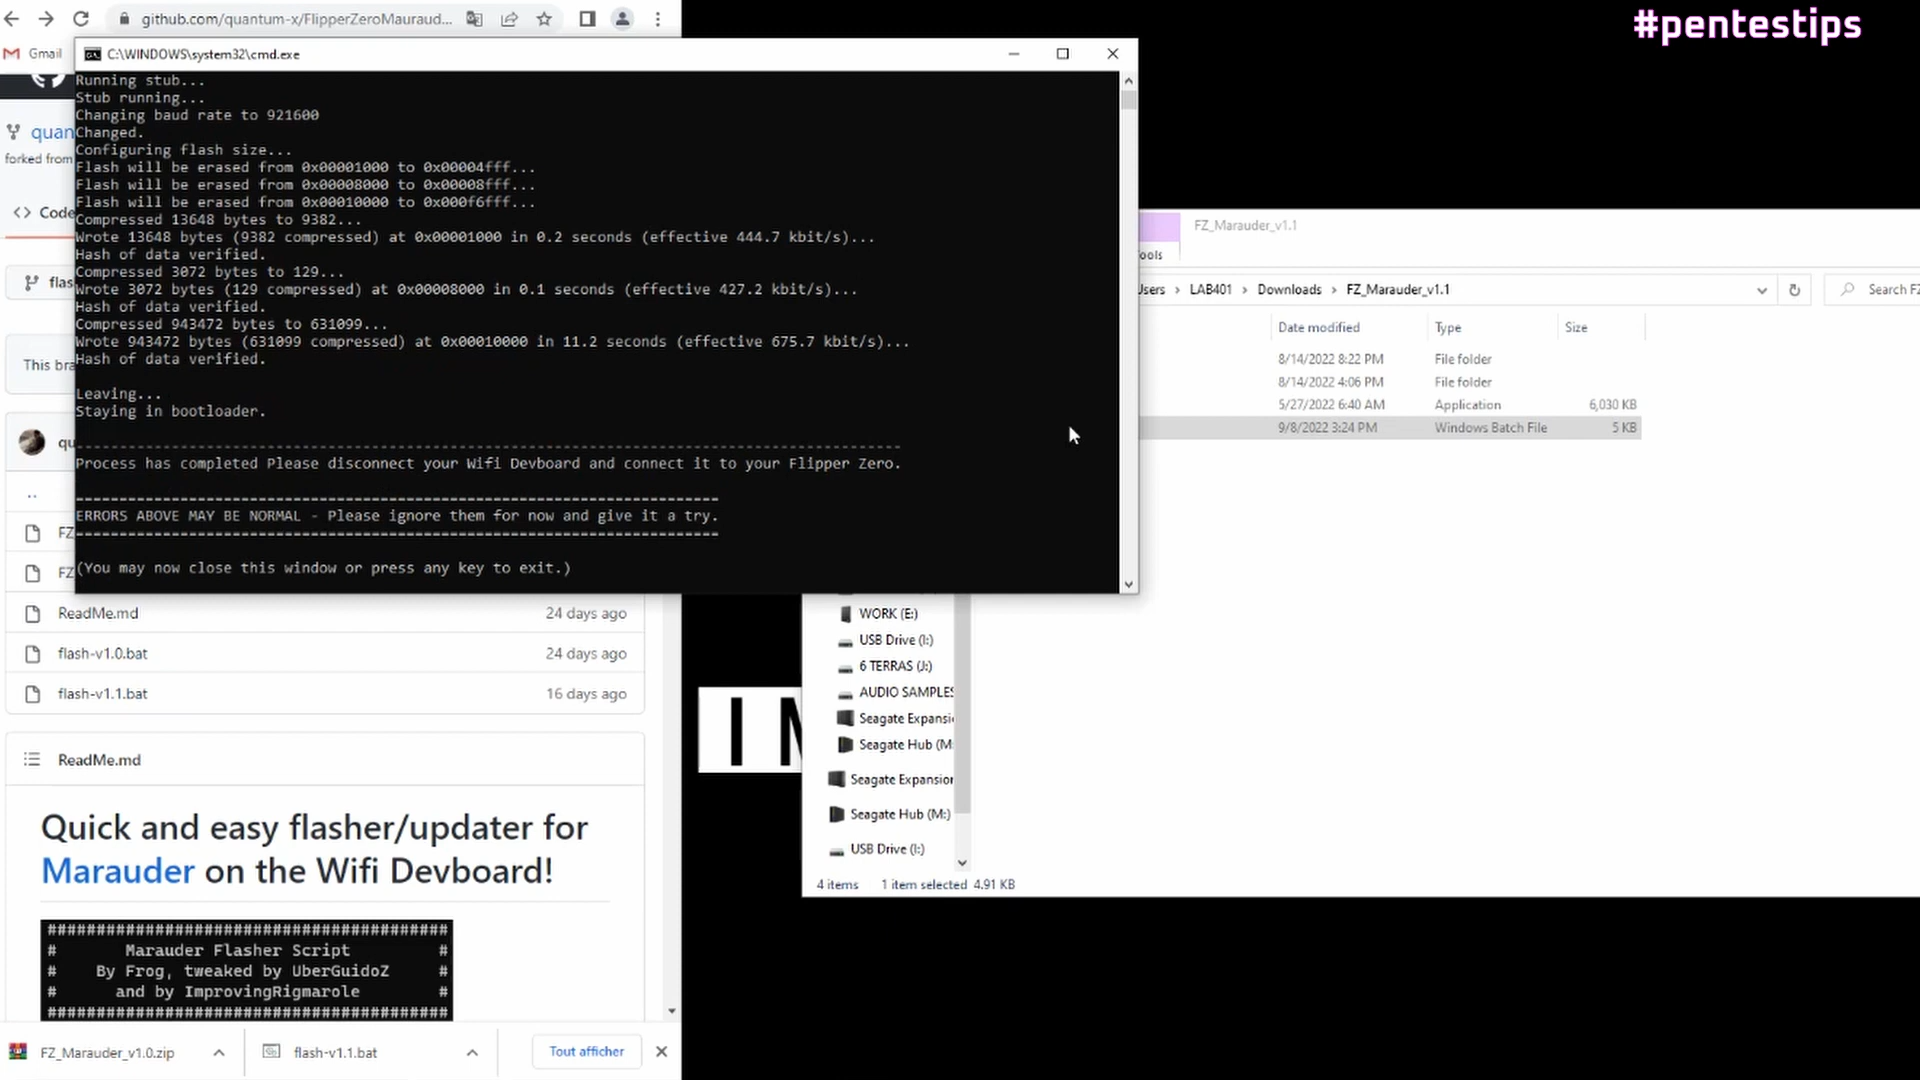 github.com/quantum-x/FlipperZeroMauraud...
#pentestips
Gmail
C:\WINDOWS\system32\cmd.exe
Running stub...
Stub running...
Changing baud rate to 921600
Changed.
Configuring flash size...
Flash will be erased from 0x00001000 to 0x00004fff...
Flash will be erased from 0x00008000 to 0x00008fff...
Flash will be erased from 0x00010000 to 0x000f6fff...
Compressed 13648 bytes to 9382...
Wrote 13648 bytes (9382 compressed) at 0x00001000 in 0.2 seconds (effective 444.7 kbit/s)...
Hash of data verified.
Compressed 3072 bytes to 129...
Wrote 3072 bytes (129 compressed) at 0x00008000 in 0.1 seconds (effective 427.2 kbit/s)...
Hash of data verified.
Compressed 943472 bytes to 631099...
Wrote 943472 bytes (631099 compressed) at 0x00010000 in 11.2 seconds (effective 675.7 kbit/s)...
Hash of data verified.
Leaving...
Staying in bootloader.
--------------------------------------------------------------------------------
Process has completed Please disconnect your Wifi Devboard and connect it to your Flipper Zero.
--------------------------------------------------------------------------
ERRORS ABOVE MAY BE NORMAL - Please ignore them for now and give it a try.
--------------------------------------------------------------------------
(You may now close this window or press any key to exit.)
quan
forked from
<> Code
flas
This bra
qu
..
FZ
FZ
ReadMe.md 24 days ago
flash-v1.0.bat 24 days ago
flash-v1.1.bat 16 days ago
ReadMe.md
Quick and easy flasher/updater for
Marauder on the Wifi Devboard!
#########################################
# Marauder Flasher Script #
# By Frog, tweaked by UberGuidoZ #
# and by ImprovingRigmarole #
#########################################
FZ_Marauder_v1.0.zip
flash-v1.1.bat
Tout afficher
FZ_Marauder_v1.1
ools
sers > LAB401 > Downloads > FZ_Marauder_v1.1
Search FZ
Date modified Type Size
8/14/2022 8:22 PM File folder
8/14/2022 4:06 PM File folder
5/27/2022 6:40 AM Application 6,030 KB
9/8/2022 3:24 PM Windows Batch File 5 KB
WORK (E:)
USB Drive (I:)
6 TERRAS (J:)
AUDIO SAMPLES
Seagate Expansi
Seagate Hub (M:
Seagate Expansion
Seagate Hub (M:)
USB Drive (I:)
4 items 1 item selected 4.91 KB
I